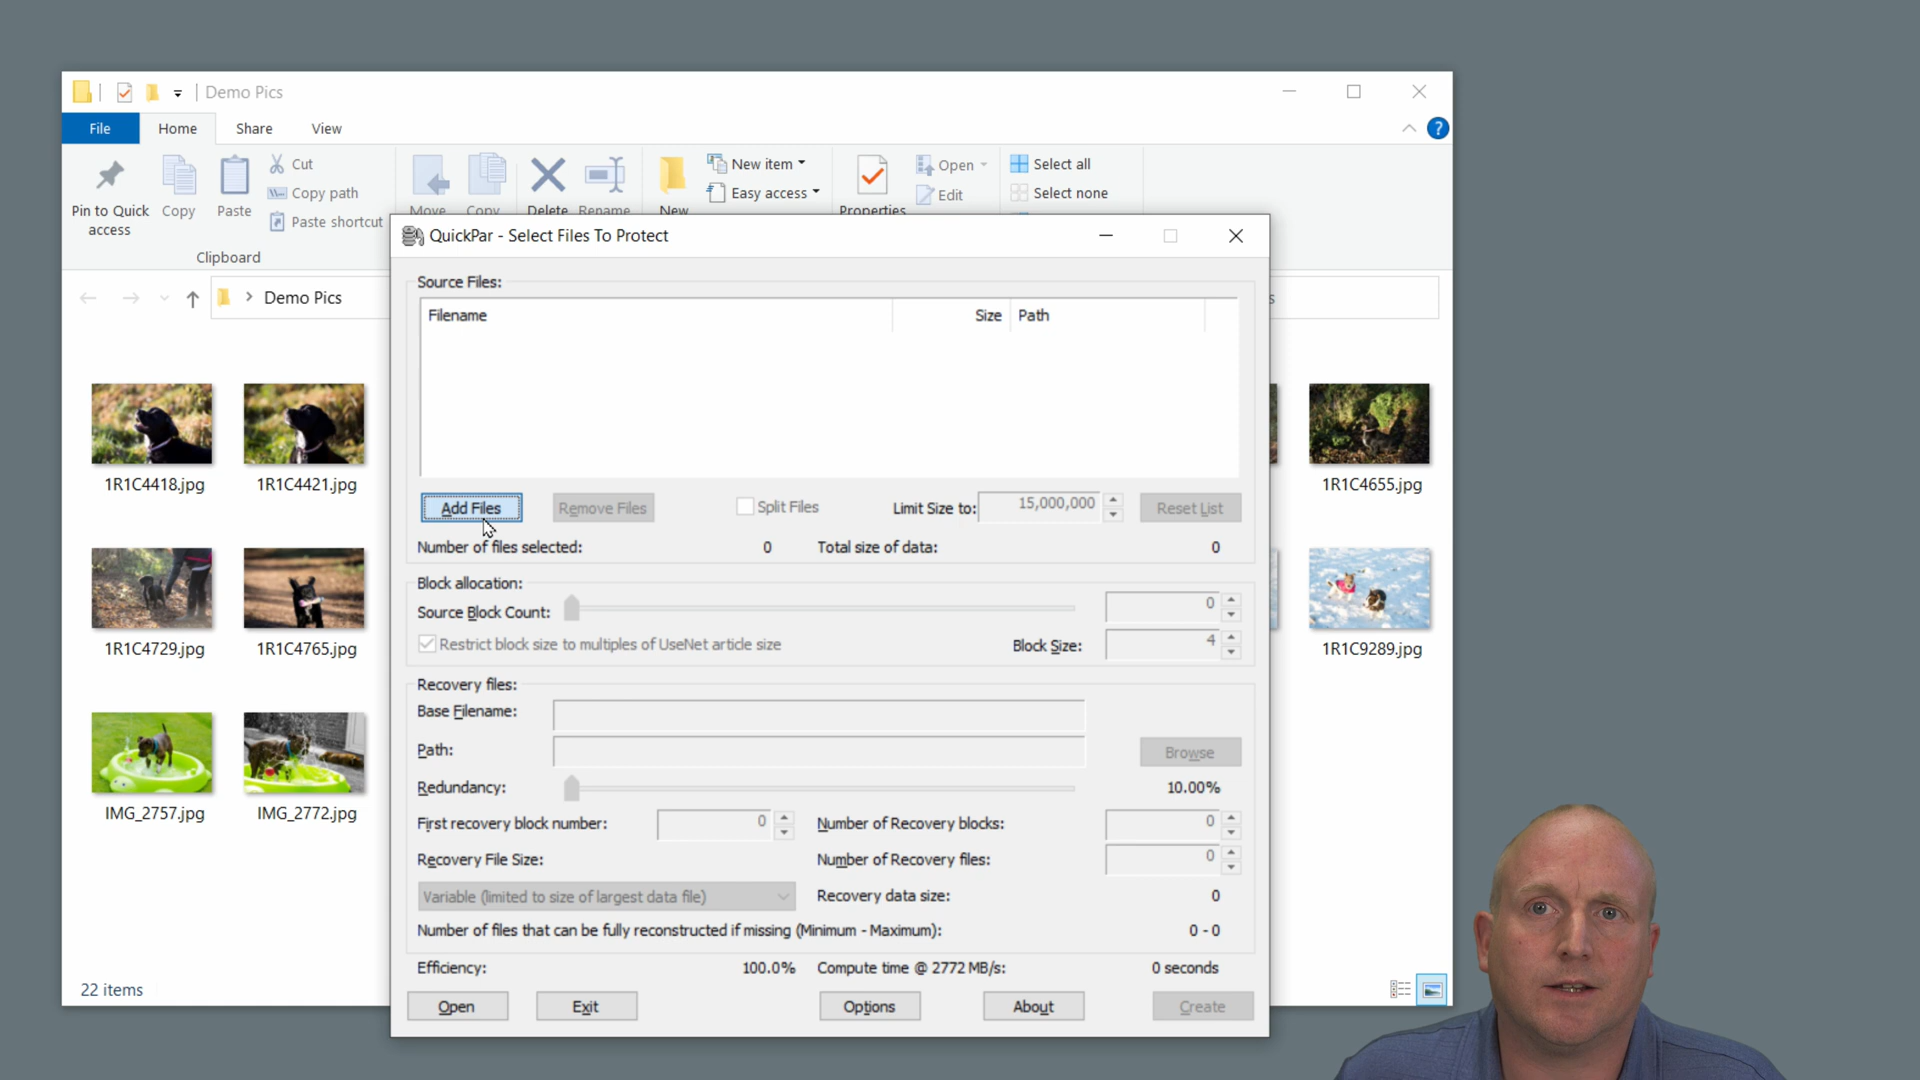 Demo Pics
File Home Share View
?
Pin to Quick access
Copy
Paste
Cut
Copy path
Paste shortcut
Clipboard
Move
Copy
Delete
Rename
New
New item
Easy access
Properties
Open
Edit
Select all
Select none
Demo Pics
s
QuickPar - Select Files To Protect
Source Files:
Filename Size Path
Add Files Remove Files Split Files Limit Size to: 15,000,000 Reset List
Number of files selected: 0 Total size of data: 0
Block allocation:
Source Block Count: 0
Restrict block size to multiples of UseNet article size Block Size: 4
Recovery files:
Base Filename:
Path: Browse
Redundancy: 10.00%
First recovery block number: 0 Number of Recovery blocks: 0
Recovery File Size: Number of Recovery files: 0
Variable (limited to size of largest data file) Recovery data size: 0
Number of files that can be fully reconstructed if missing (Minimum - Maximum): 0 - 0
Efficiency: 100.0% Compute time @ 2772 MB/s: 0 seconds
Open Exit Options About Create
1R1C4418.jpg 1R1C4421.jpg 1R1C4655.jpg
1R1C4729.jpg 1R1C4765.jpg 1R1C9289.jpg
IMG_2757.jpg IMG_2772.jpg
22 items